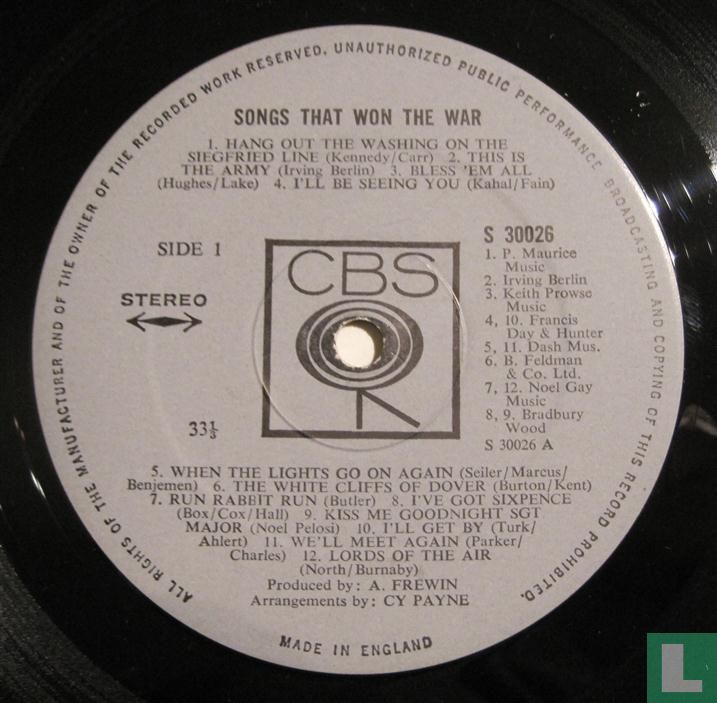 ALL RIGHTS OF THE MANUFACTURER AND OF THE OWNER OF THE RECORDED WORK RESERVED. UNAUTHORIZED PUBLIC PERFORMANCE BROADCASTING AND COPYING OF THIS RECORD PROHIBITED.
SONGS THAT WON THE WAR
1. HANG OUT THE WASHING ON THE
SIEGFRIED LINE (Kennedy/Carr) 2. THIS IS
THE ARMY (Irving Berlin) 3. BLESS 'EM ALL
(Hughes/Lake) 4. I'LL BE SEEING YOU (Kahal/Fain)
SIDE 1
STEREO
33⅓
CBS
S 30026
1. P. Maurice
Music
2. Irving Berlin
3. Keith Prowse
Music
4, 10. Francis
Day & Hunter
5, 11. Dash Mus.
6. B. Feldman
& Co. Ltd.
7, 12. Noel Gay
Music
8, 9. Bradbury
Wood
S 30026 A
5. WHEN THE LIGHTS GO ON AGAIN (Seiler/Marcus/
Benjemen) 6. THE WHITE CLIFFS OF DOVER (Burton/Kent)
7. RUN RABBIT RUN (Butler) 8. I'VE GOT SIXPENCE
(Box/Cox/Hall) 9. KISS ME GOODNIGHT SGT
MAJOR (Noel Pelosi) 10. I'LL GET BY (Turk/
Ahlert) 11. WE'LL MEET AGAIN (Parker/
Charles) 12. LORDS OF THE AIR
(North/Burnaby)
Produced by: A. FREWIN
Arrangements by: CY PAYNE
MADE IN ENGLAND
L